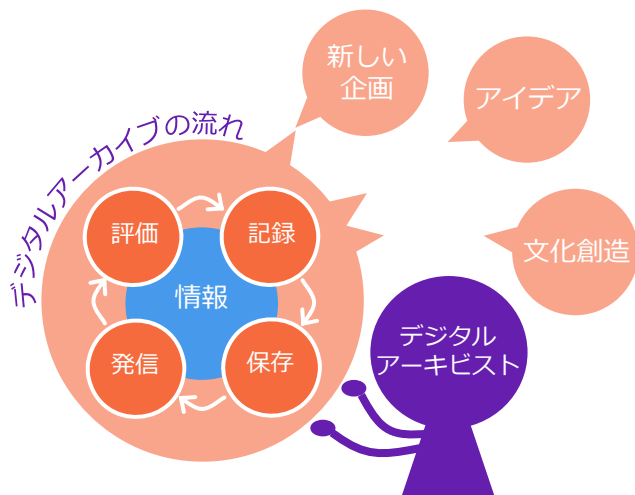 新しい
企画
アイデア
デジタルアーカイブの流れ
評価
記録
情報
文化創造
発信
保存
デジタル
アーキビスト